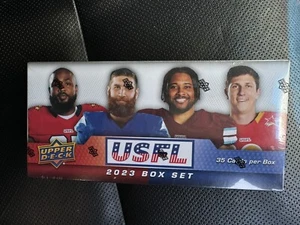 UPPER
DECK
USFL
35 Cards per Box
2023 BOX SET